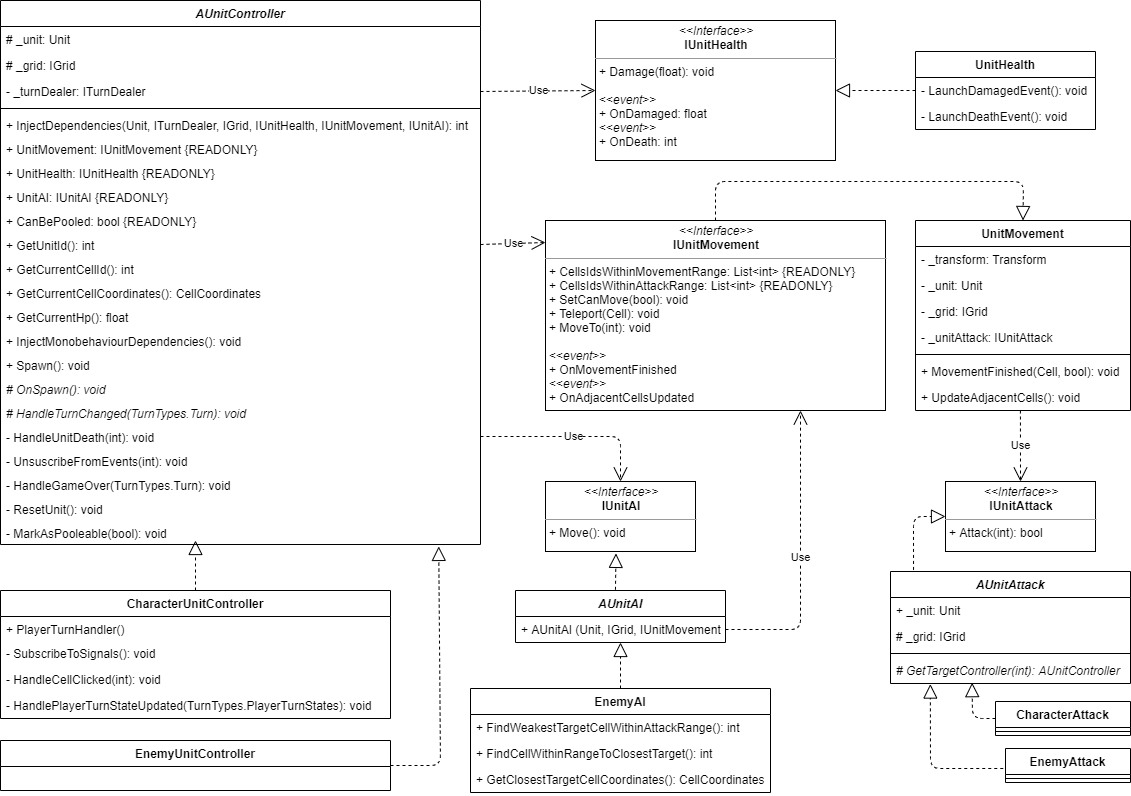 AUnitController
# _unit: Unit
# _grid: IGrid
- _turnDealer: ITurnDealer
+ InjectDependencies(Unit, ITurnDealer, IGrid, IUnitHealth, IUnitMovement, IUnitAI): int
+ UnitMovement: IUnitMovement {READONLY}
+ UnitHealth: IUnitHealth {READONLY}
+ UnitAI: IUnitAI {READONLY}
+ CanBePooled: bool {READONLY}
+ GetUnitId(): int
+ GetCurrentCellId(): int
+ GetCurrentCellCoordinates(): CellCoordinates
+ GetCurrentHp(): float
+ InjectMonobehaviourDependencies(): void
+ Spawn(): void
# OnSpawn(): void
# HandleTurnChanged(TurnTypes.Turn): void
- HandleUnitDeath(int): void
- UnsuscribeFromEvents(int): void
- HandleGameOver(TurnTypes.Turn): void
- ResetUnit(): void
- MarkAsPooleable(bool): void
Use
<<Interface>>
IUnitHealth
+ Damage(float): void
<<event>>
+ OnDamaged: float
<<event>>
+ OnDeath: int
UnitHealth
- LaunchDamagedEvent(): void
- LaunchDeathEvent(): void
Use
<<Interface>>
IUnitMovement
+ CellsIdsWithinMovementRange: List<int> {READONLY}
+ CellsIdsWithinAttackRange: List<int> {READONLY}
+ SetCanMove(bool): void
+ Teleport(Cell): void
+ MoveTo(int): void
<<event>>
+ OnMovementFinished
<<event>>
+ OnAdjacentCellsUpdated
UnitMovement
- _transform: Transform
- _unit: Unit
- _grid: IGrid
- _unitAttack: IUnitAttack
+ MovementFinished(Cell, bool): void
+ UpdateAdjacentCells(): void
Use
<<Interface>>
IUnitAI
+ Move(): void
Use
Use
<<Interface>>
IUnitAttack
+ Attack(int): bool
CharacterUnitController
+ PlayerTurnHandler()
- SubscribeToSignals(): void
- HandleCellClicked(int): void
- HandlePlayerTurnStateUpdated(TurnTypes.PlayerTurnStates): void
EnemyUnitController
AUnitAI
+ AUnitAI (Unit, IGrid, IUnitMovement
EnemyAI
+ FindWeakestTargetCellWithinAttackRange(): int
+ FindCellWithinRangeToClosestTarget(): int
+ GetClosestTargetCellCoordinates(): CellCoordinates
AUnitAttack
+ _unit: Unit
# _grid: IGrid
# GetTargetController(int): AUnitController
CharacterAttack
EnemyAttack